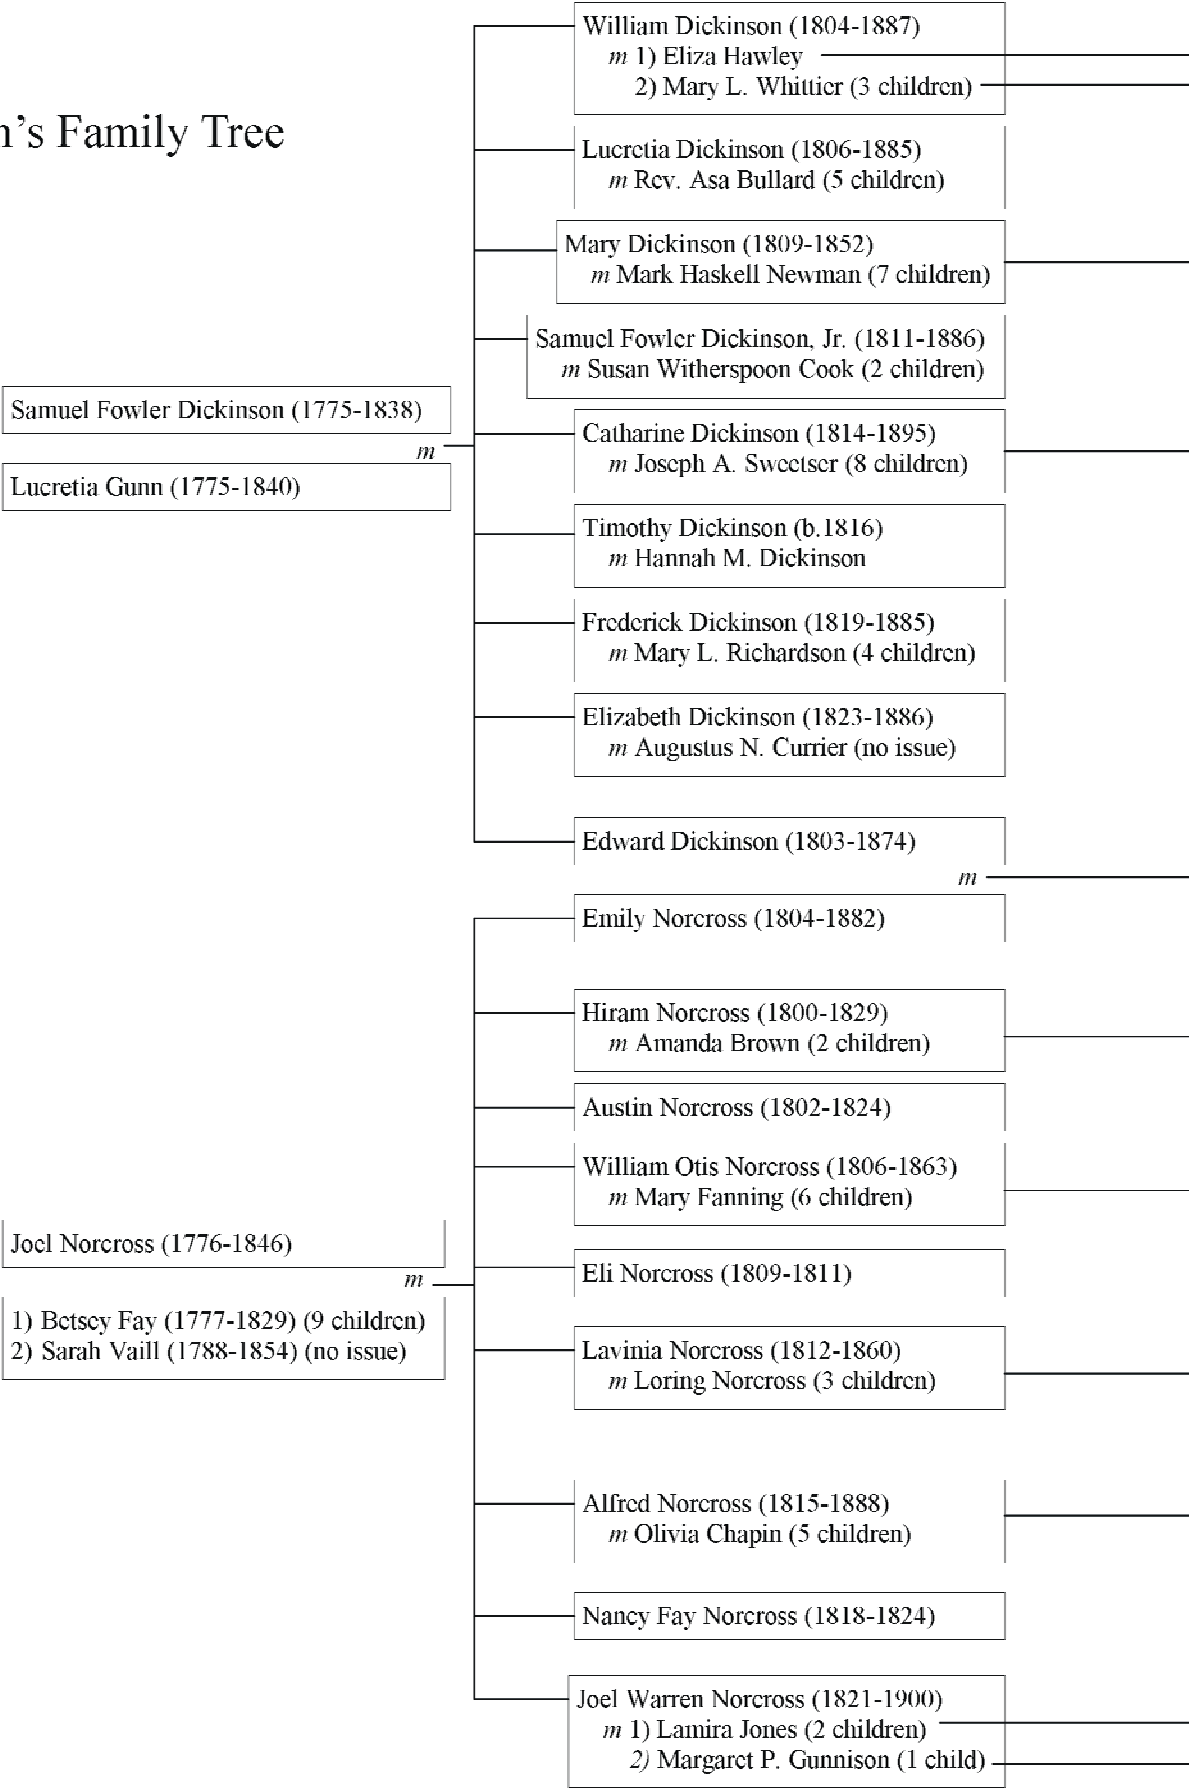 n's Family Tree
William Dickinson (1804-1887)
m 1) Eliza Hawley
2) Mary L. Whittier (3 children)
Lucretia Dickinson (1806-1885)
m Rev. Asa Bullard (5 children)
Mary Dickinson (1809-1852)
m Mark Haskell Newman (7 children)
Samuel Fowler Dickinson, Jr. (1811-1886)
m Susan Witherspoon Cook (2 children)
Samuel Fowler Dickinson (1775-1838)
m
Lucretia Gunn (1775-1840)
Catharine Dickinson (1814-1895)
m Joseph A. Sweetser (8 children)
Timothy Dickinson (b.1816)
m Hannah M. Dickinson
Frederick Dickinson (1819-1885)
m Mary L. Richardson (4 children)
Elizabeth Dickinson (1823-1886)
m Augustus N. Currier (no issue)
Edward Dickinson (1803-1874)
m
Emily Norcross (1804-1882)
Hiram Norcross (1800-1829)
m Amanda Brown (2 children)
Austin Norcross (1802-1824)
William Otis Norcross (1806-1863)
m Mary Fanning (6 children)
Joel Norcross (1776-1846)
m
1) Betsey Fay (1777-1829) (9 children)
2) Sarah Vaill (1788-1854) (no issue)
Eli Norcross (1809-1811)
Lavinia Norcross (1812-1860)
m Loring Norcross (3 children)
Alfred Norcross (1815-1888)
m Olivia Chapin (5 children)
Nancy Fay Norcross (1818-1824)
Joel Warren Norcross (1821-1900)
m 1) Lamira Jones (2 children)
2) Margaret P. Gunnison (1 child)